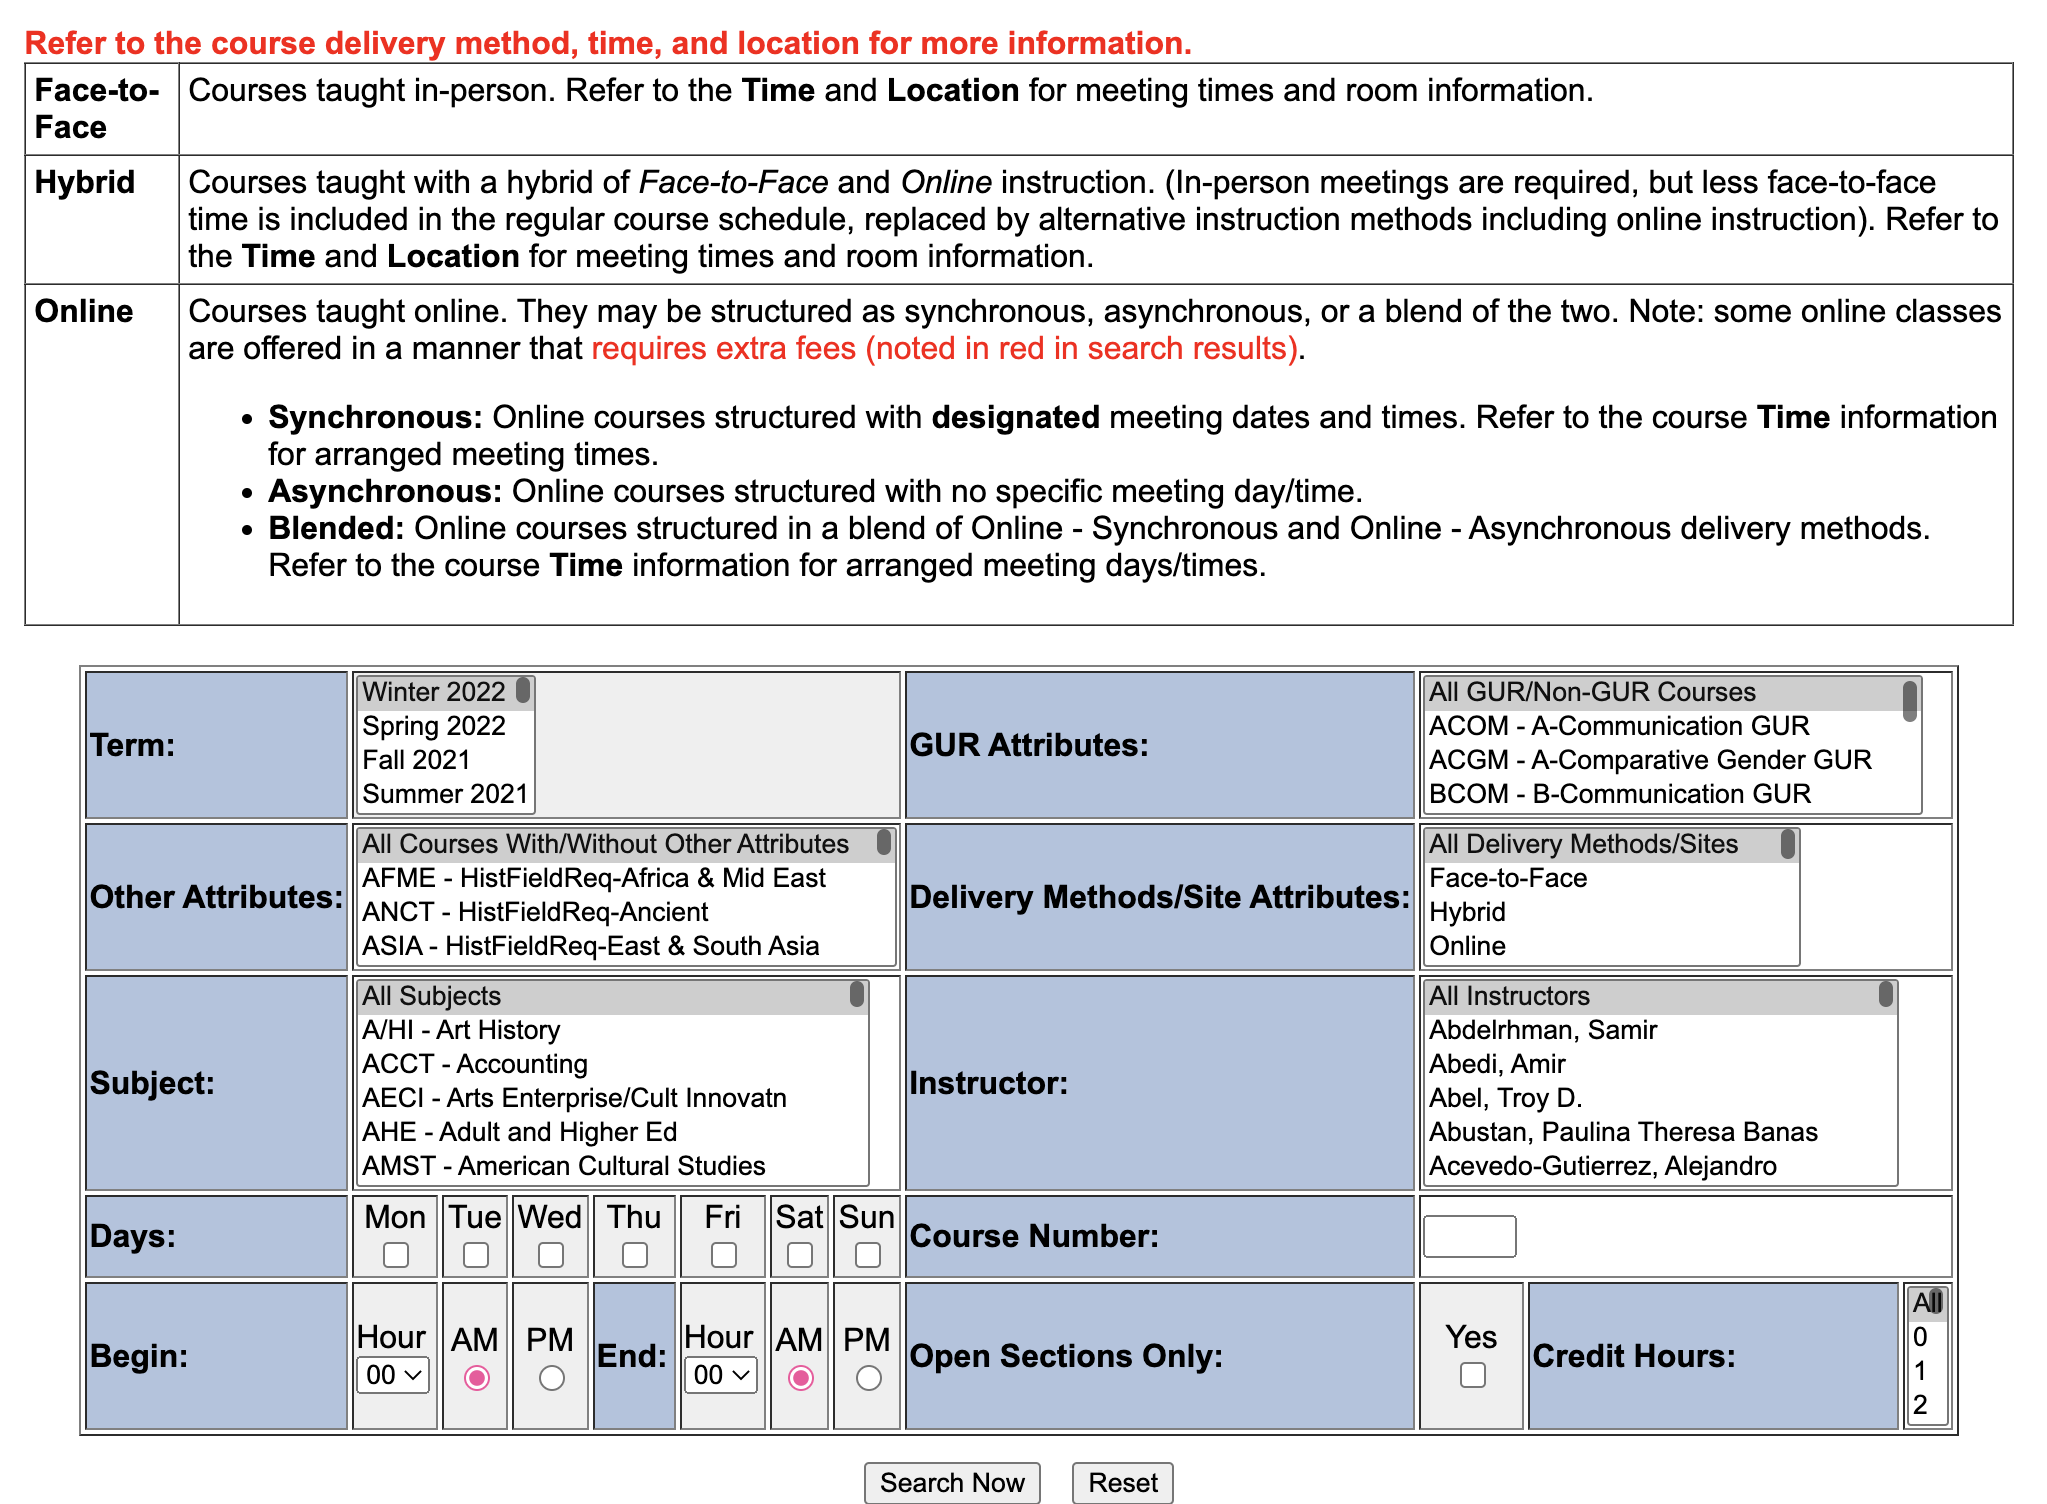 Refer to the course delivery method, time, and location for more information.
Face-to-
Face
Courses taught in-person. Refer to the Time and Location for meeting times and room information.
Hybrid
Courses taught with a hybrid of Face-to-Face and Online instruction. (In-person meetings are required, but less face-to-face
time is included in the regular course schedule, replaced by alternative instruction methods including online instruction). Refer to
the Time and Location for meeting times and room information.
Online
Courses taught online. They may be structured as synchronous, asynchronous, or a blend of the two. Note: some online classes
are offered in a manner that requires extra fees (noted in red in search results).
• Synchronous: Online courses structured with designated meeting dates and times. Refer to the course Time information
for arranged meeting times.
• Asynchronous: Online courses structured with no specific meeting day/time.
• Blended: Online courses structured in a blend of Online - Synchronous and Online - Asynchronous delivery methods.
Refer to the course Time information for arranged meeting days/times.
Term:
Winter 2022
Spring 2022
Fall 2021
Summer 2021
GUR Attributes:
All GUR/Non-GUR Courses
ACOM - A-Communication GUR
ACGM - A-Comparative Gender GUR
BCOM - B-Communication GUR
Other Attributes:
All Courses With/Without Other Attributes
AFME - HistFieldReq-Africa & Mid East
ANCT - HistFieldReq-Ancient
ASIA - HistFieldReq-East & South Asia
Delivery Methods/Site Attributes:
All Delivery Methods/Sites
Face-to-Face
Hybrid
Online
Subject:
All Subjects
A/HI - Art History
ACCT - Accounting
AECI - Arts Enterprise/Cult Innovatn
AHE - Adult and Higher Ed
AMST - American Cultural Studies
Instructor:
All Instructors
Abdelrhman, Samir
Abedi, Amir
Abel, Troy D.
Abustan, Paulina Theresa Banas
Acevedo-Gutierrez, Alejandro
Days:
Mon Tue Wed Thu Fri Sat Sun
Course Number:
Begin:
Hour
00
AM PM
End:
Hour
00
AM PM
Open Sections Only:
Yes
Credit Hours:
All
0
1
2
Search Now
Reset